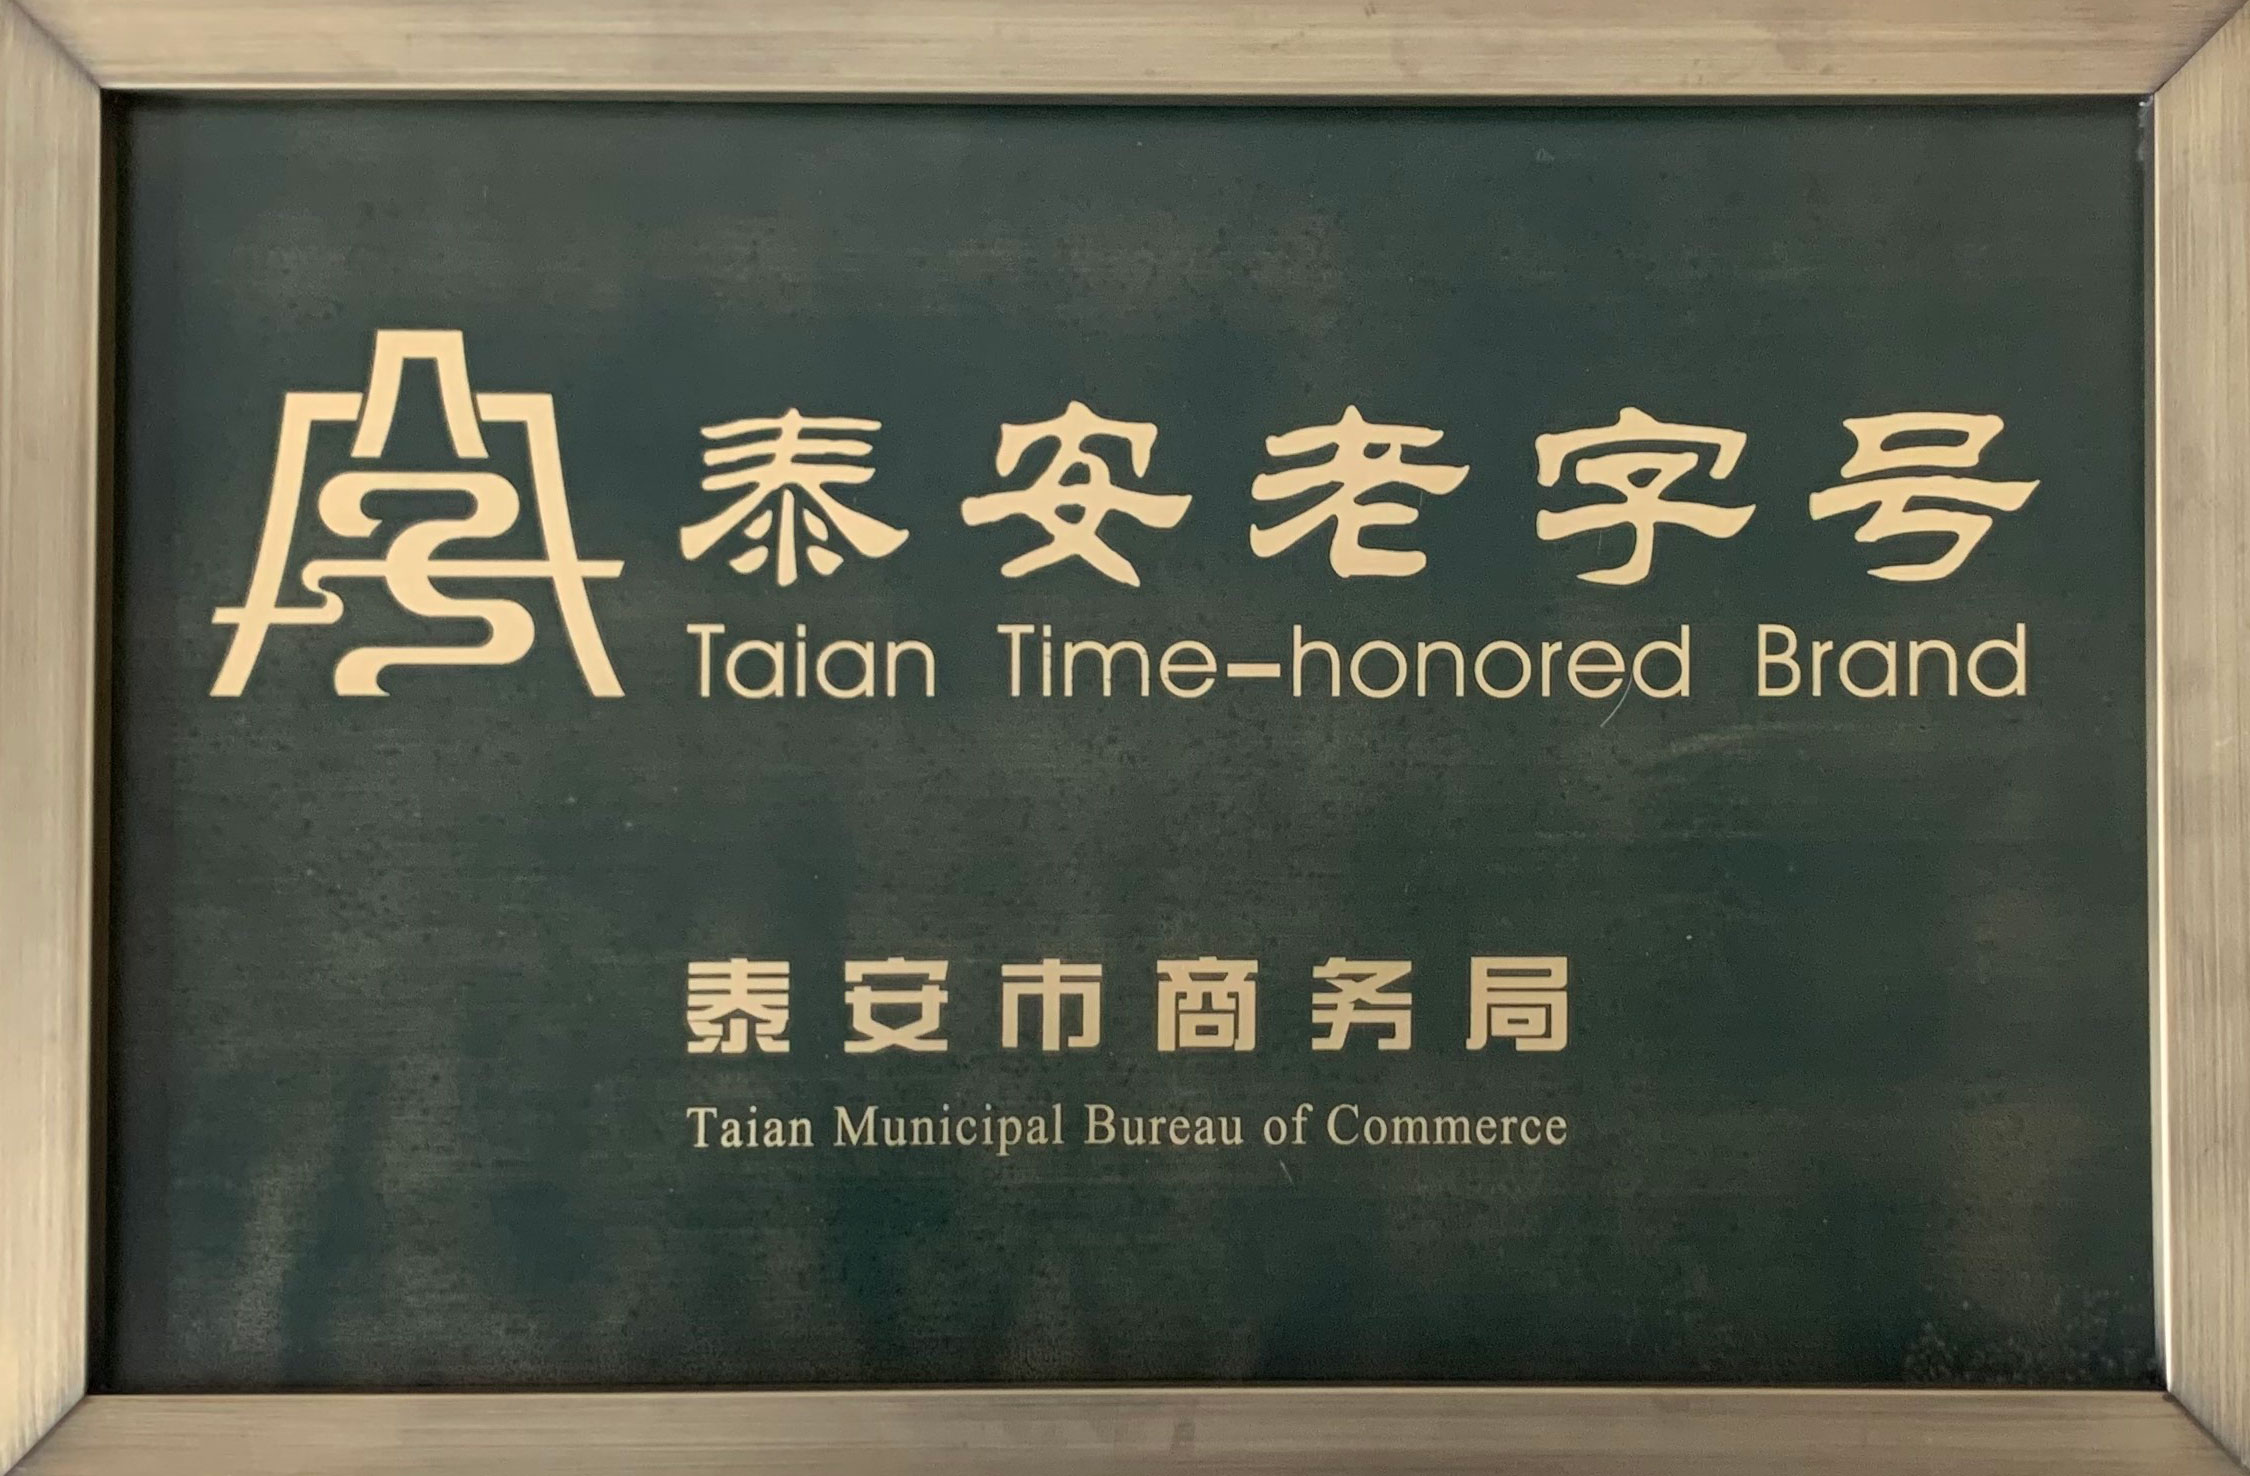 泰安老字号
Taian Time-honored Brand
泰安市商务局
Taian Municipal Bureau of Commerce